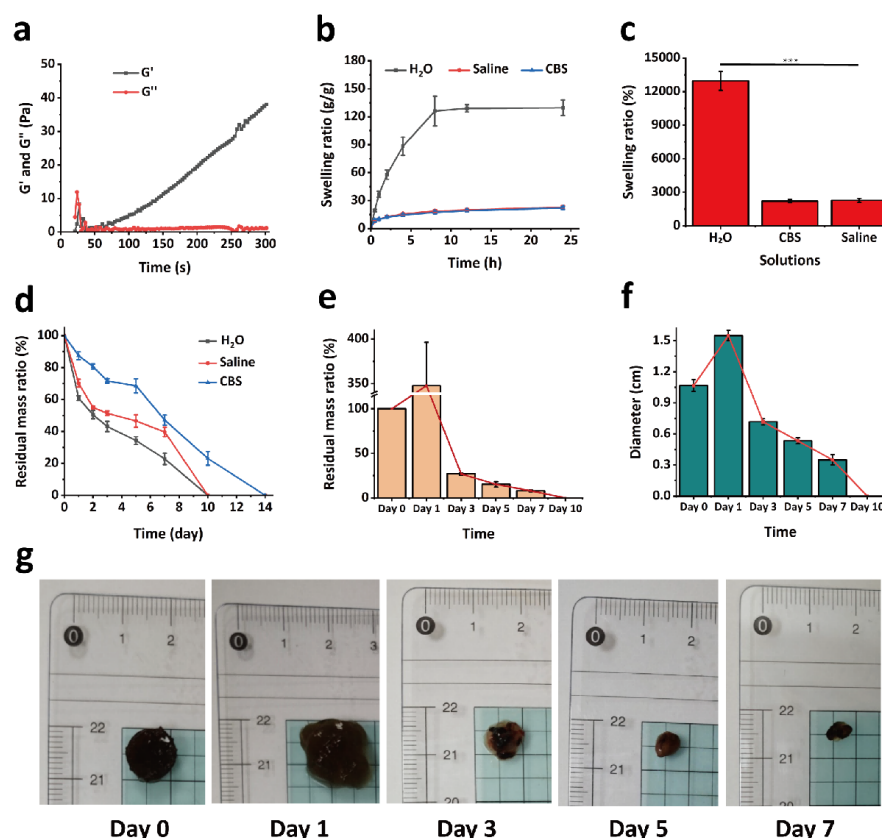 a
G'
G''
G' and G'' (Pa)
50
40
30
20
10
0
0 50 100 150 200 250 300
Time (s)
b
H₂O Saline CBS
Swelling ratio (g/g)
180
150
120
90
60
30
0
0 5 10 15 20 25
Time (h)
c
***
Swelling ratio (%)
15000
12000
9000
6000
3000
0
H₂O CBS Saline
Solutions
d
H₂O
Saline
CBS
Residual mass ratio (%)
100
80
60
40
20
0
0 2 4 6 8 10 12 14
Time (day)
e
Residual mass ratio (%)
400
350
100
50
0
Day 0 Day 1 Day 3 Day 5 Day 7 Day 10
Time
f
Diameter (cm)
1.5
1.2
0.9
0.6
0.3
0.0
Day 0 Day 1 Day 3 Day 5 Day 7 Day 10
Time
g
0 1 2
22
21
0 1 2 3
22
21
0 1 2
22
21
20
0 1 2
22
21
0 1 2
22
21
20
Day 0 Day 1 Day 3 Day 5 Day 7